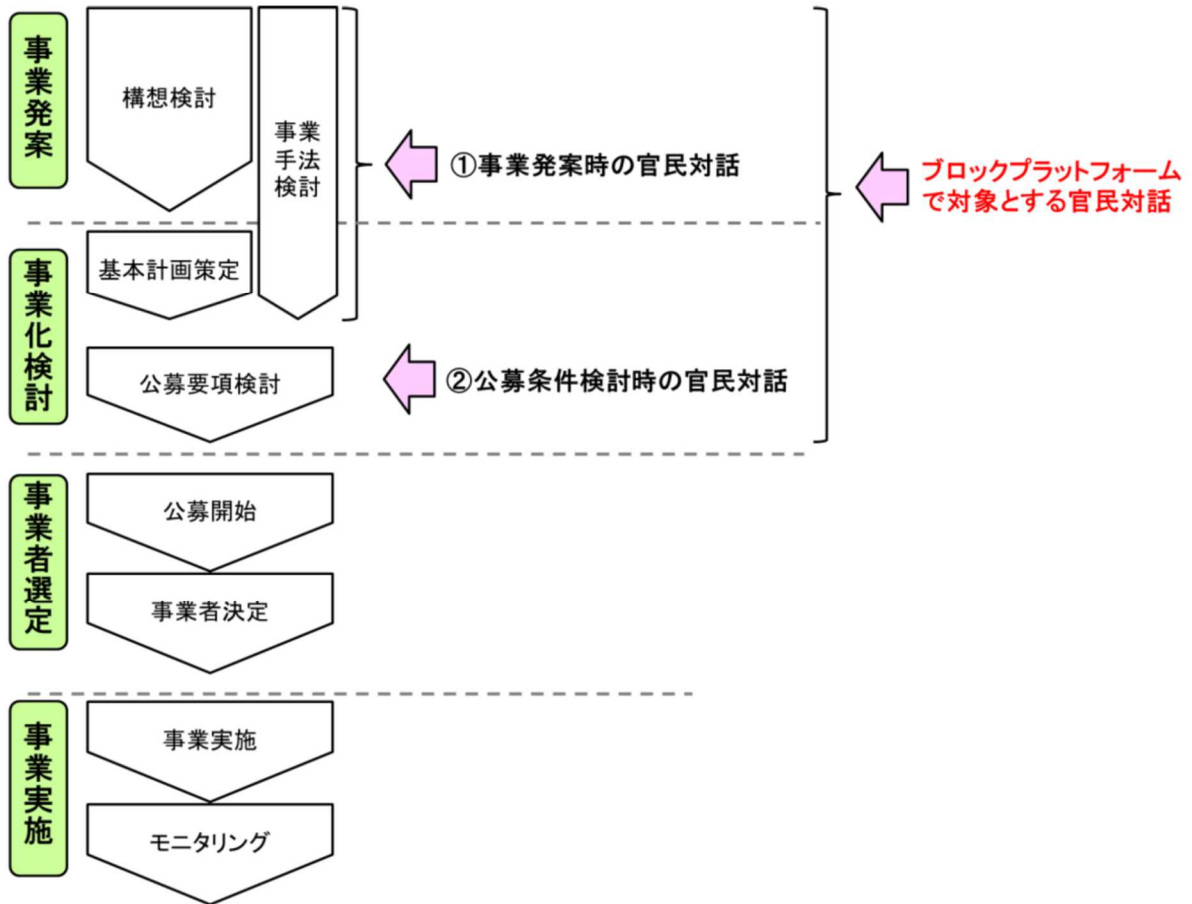 事業発案
構想検討
事業
手法
検討
①事業発案時の官民対話
ブロックプラットフォーム
で対象とする官民対話
事業化検討
基本計画策定
公募要項検討
②公募条件検討時の官民対話
事業者選定
公募開始
事業者決定
事業実施
事業実施
モニタリング